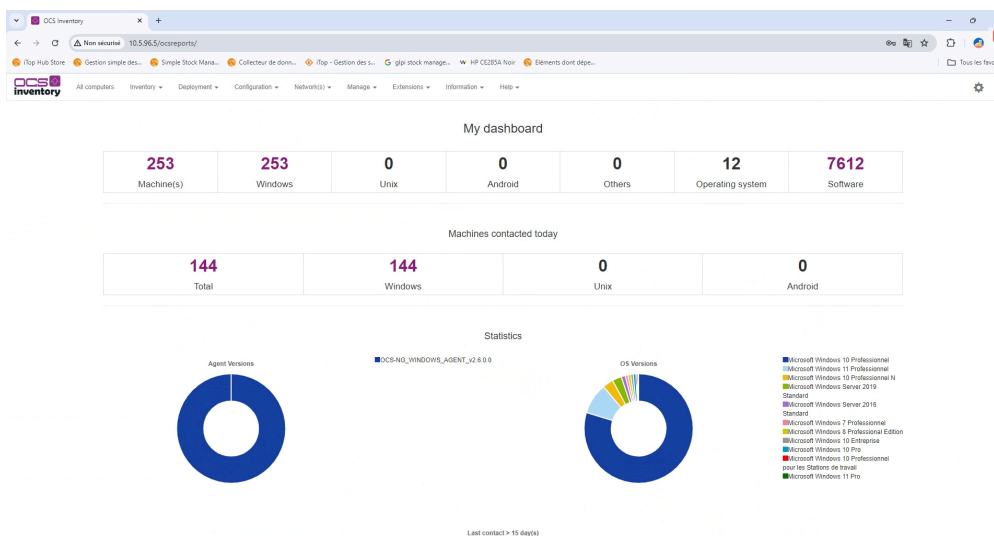 OCS Inventory
Non sécurisé 10.5.96.5/ocsreports/
iTop Hub Store Gestion simple des... Simple Stock Mana... Collecteur de donn... iTop - Gestion des s... glpi stock manage... HP CE285A Noir Eléments dont dépe... Tous les favo
OCS
inventory
All computers Inventory Deployment Configuration Network(s) Manage Extensions Information Help
My dashboard
253 253 0 0 0 12 7612
Machine(s) Windows Unix Android Others Operating system Software
Machines contacted today
144 144 0 0
Total Windows Unix Android
Statistics
Agent Versions
OCS-NG_WINDOWS_AGENT_v2.6.0.0
OS Versions
Microsoft Windows 10 Professionnel
Microsoft Windows 11 Professionnel
Microsoft Windows 10 Professionnel N
Microsoft Windows Server 2019
Standard
Microsoft Windows Server 2016
Standard
Microsoft Windows 7 Professionnel
Microsoft Windows 8 Professional Edition
Microsoft Windows 10 Entreprise
Microsoft Windows 10 Pro
Microsoft Windows 10 Professionnel
pour les Stations de travail
Microsoft Windows 11 Pro
Last contact > 15 day(s)